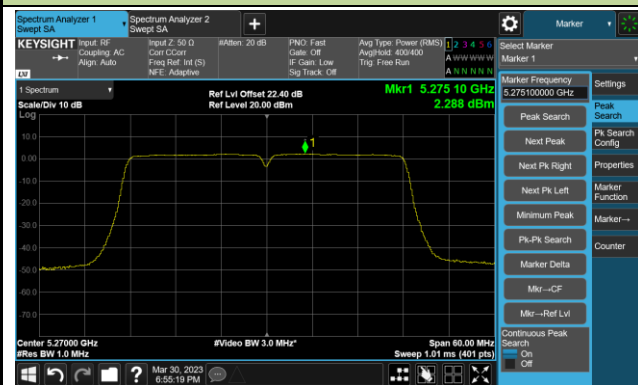 Spectrum Analyzer 1
Swept SA
Spectrum Analyzer 2
Swept SA
+
Marker
KEYSIGHT
Input: RF
Coupling: AC
Align: Auto
Input Z: 50 Ω
Corr CCorr
Freq Ref: Int (S)
NFE: Adaptive
#Atten: 20 dB
PNO: Fast
Gate: Off
IF Gain: Low
Sig Track: Off
Avg Type: Power (RMS)
Avg|Hold: 400/400
Trig: Free Run
1 2 3 4 5 6
A W W W W W
A N N N N N
LXI
Select Marker
Marker 1
1 Spectrum
Scale/Div 10 dB
Log
Ref Lvl Offset 22.40 dB
Ref Level 20.00 dBm
Mkr1 5.275 10 GHz
2.288 dBm
1
10.0
0.00
-10.0
-20.0
-30.0
-40.0
-50.0
-60.0
-70.0
Center 5.27000 GHz
#Res BW 1.0 MHz
#Video BW 3.0 MHz*
Span 60.00 MHz
Sweep 1.01 ms (401 pts)
Marker Frequency
5.275100000 GHz
Peak Search
Next Peak
Next Pk Right
Next Pk Left
Minimum Peak
Pk-Pk Search
Marker Delta
Mkr→CF
Mkr→Ref Lvl
Continuous Peak
Search
On
Off
Settings
Peak
Search
Pk Search
Config
Properties
Marker
Function
Marker→
Counter
?
Mar 30, 2023
6:55:19 PM